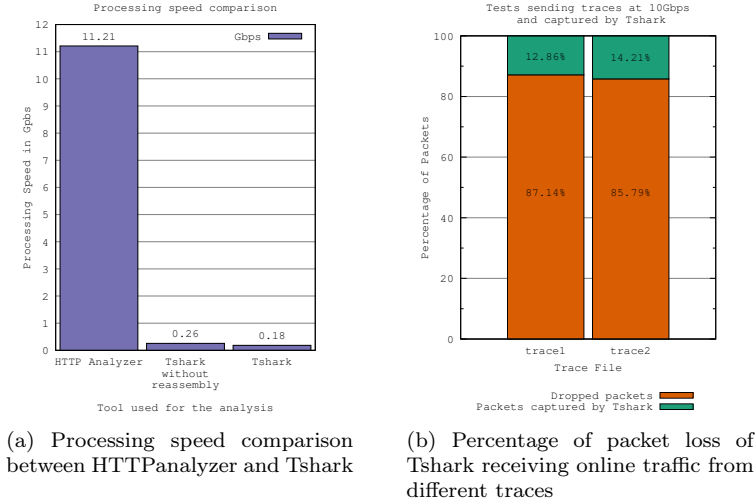 Processing speed comparison
12
11
10
9
8
7
6
5
4
3
2
1
0
Processing Speed in Gpbs
11.21
Gbps
0.26
0.18
HTTP Analyzer
Tshark without reassembly
Tshark
Tool used for the analysis
(a) Processing speed comparison
between HTTPanalyzer and Tshark
Tests sending traces at 10Gbps
and captured by Tshark
100
80
60
40
20
0
Percentage of Packets
12.86%
14.21%
87.14%
85.79%
trace1
trace2
Trace File
Dropped packets
Packets captured by Tshark
(b) Percentage of packet loss of
Tshark receiving online traffic from
different traces